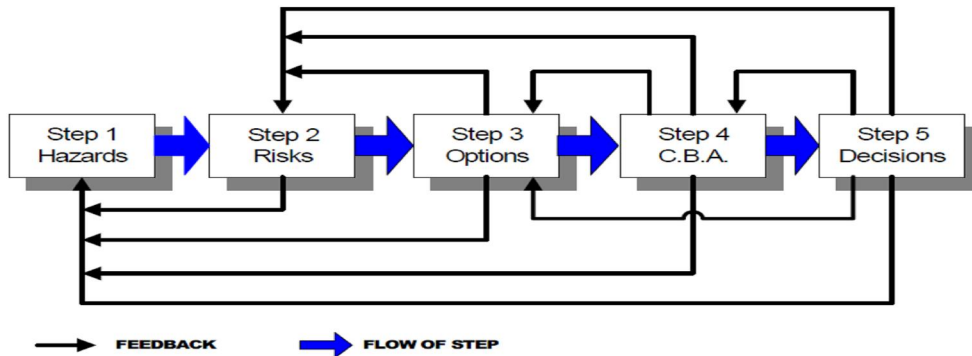 Step 1
Hazards
Step 2
Risks
Step 3
Options
Step 4
C.B.A.
Step 5
Decisions
FEEDBACK
FLOW OF STEP